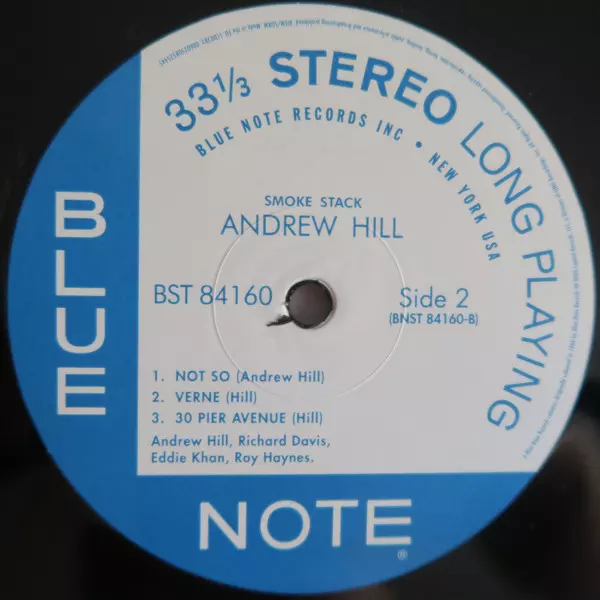 33⅓ STEREO LONG PLAYING
BLUE NOTE RECORDS INC • NEW YORK USA
SMOKE STACK
ANDREW HILL
BST 84160
Side 2
(BNST 84160-B)
1. NOT SO (Andrew Hill)
2. VERNE (Hill)
3. 30 PIER AVENUE (Hill)
Andrew Hill, Richard Davis,
Eddie Khan, Roy Haynes.
BLUE
NOTE®